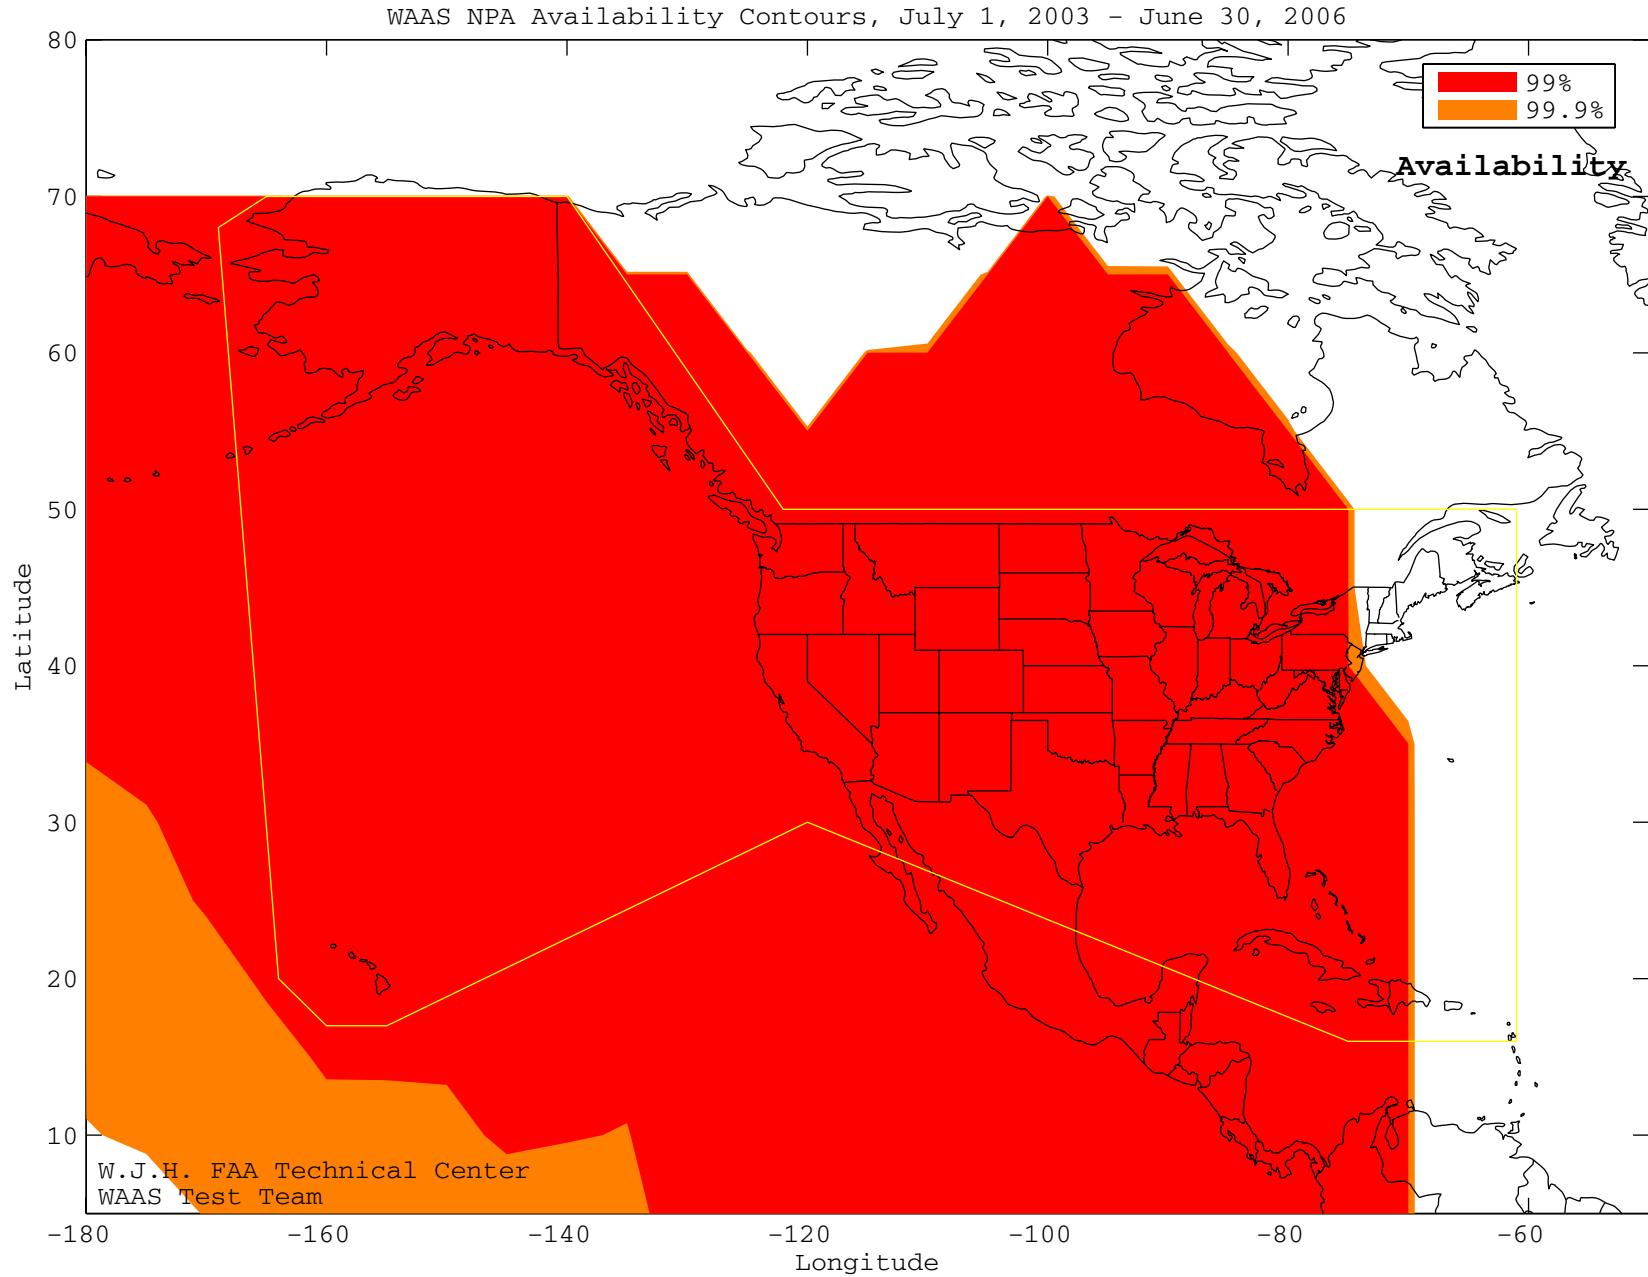 WAAS NPA Availability Contours, July 1, 2003 - June 30, 2006
80
70
60
50
40
30
20
10
Latitude
99%
99.9%
Availability
W.J.H. FAA Technical Center
WAAS Test Team
-180 -160 -140 -120 -100 -80 -60
Longitude